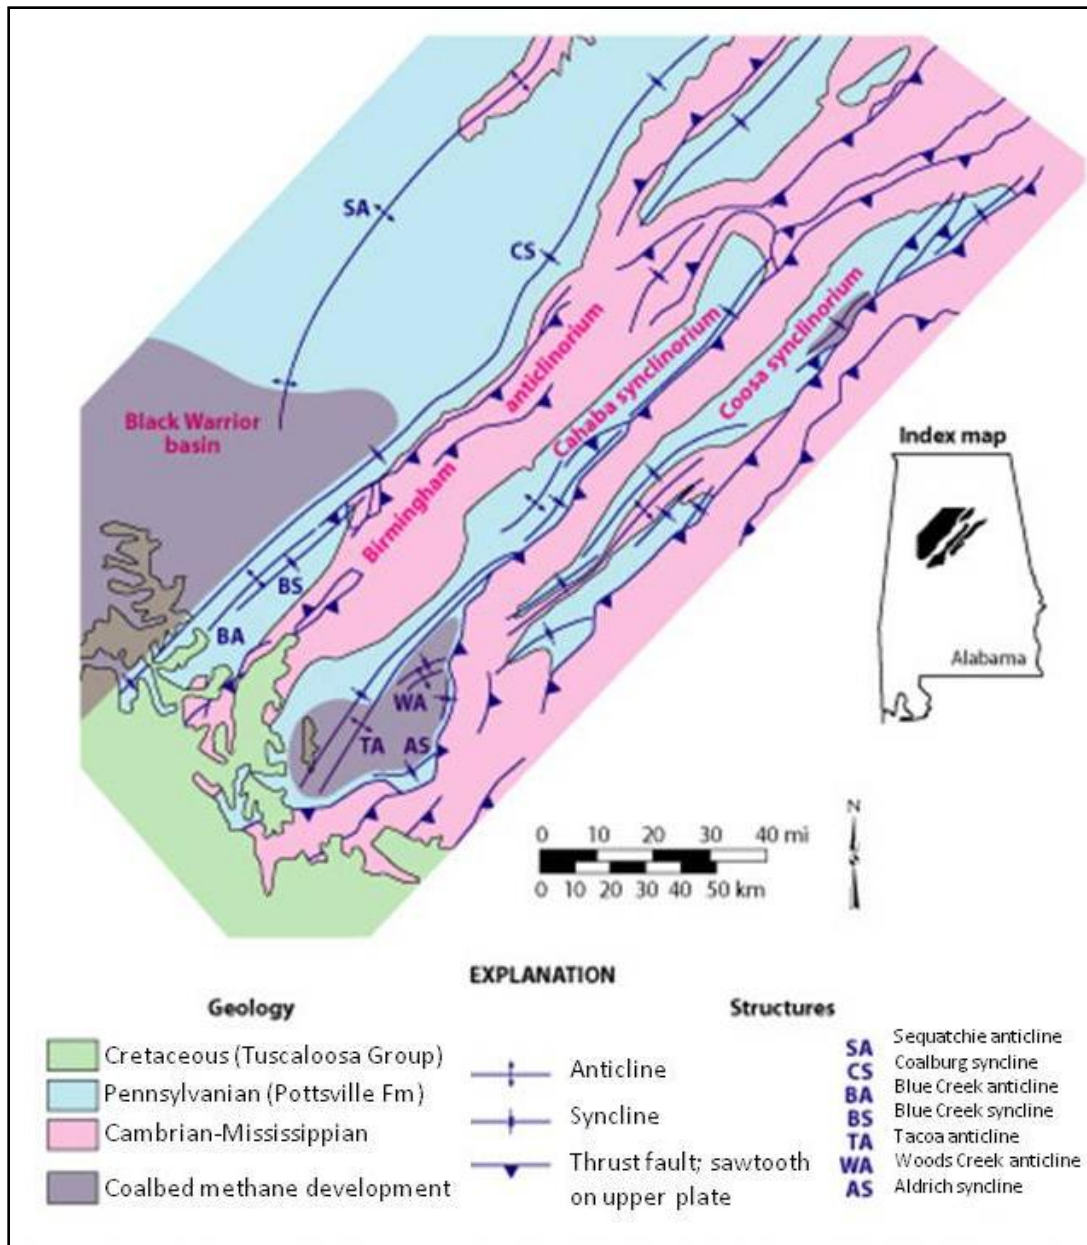 SA
CS
Black Warrior
basin
Birmingham
anticlinorium
Cahaba synclinorium
Coosa synclinorium
BS
BA
WA
TA
AS
Index map
Alabama
N
0 10 20 30 40 mi
0 10 20 30 40 50 km
EXPLANATION
Geology
Cretaceous (Tuscaloosa Group)
Pennsylvanian (Pottsville Fm)
Cambrian-Mississippian
Coalbed methane development
Structures
Anticline
Syncline
Thrust fault; sawtooth
on upper plate
SA Sequatchie anticline
CS Coalburg syncline
BA Blue Creek anticline
BS Blue Creek syncline
TA Tacoa anticline
WA Woods Creek anticline
AS Aldrich syncline